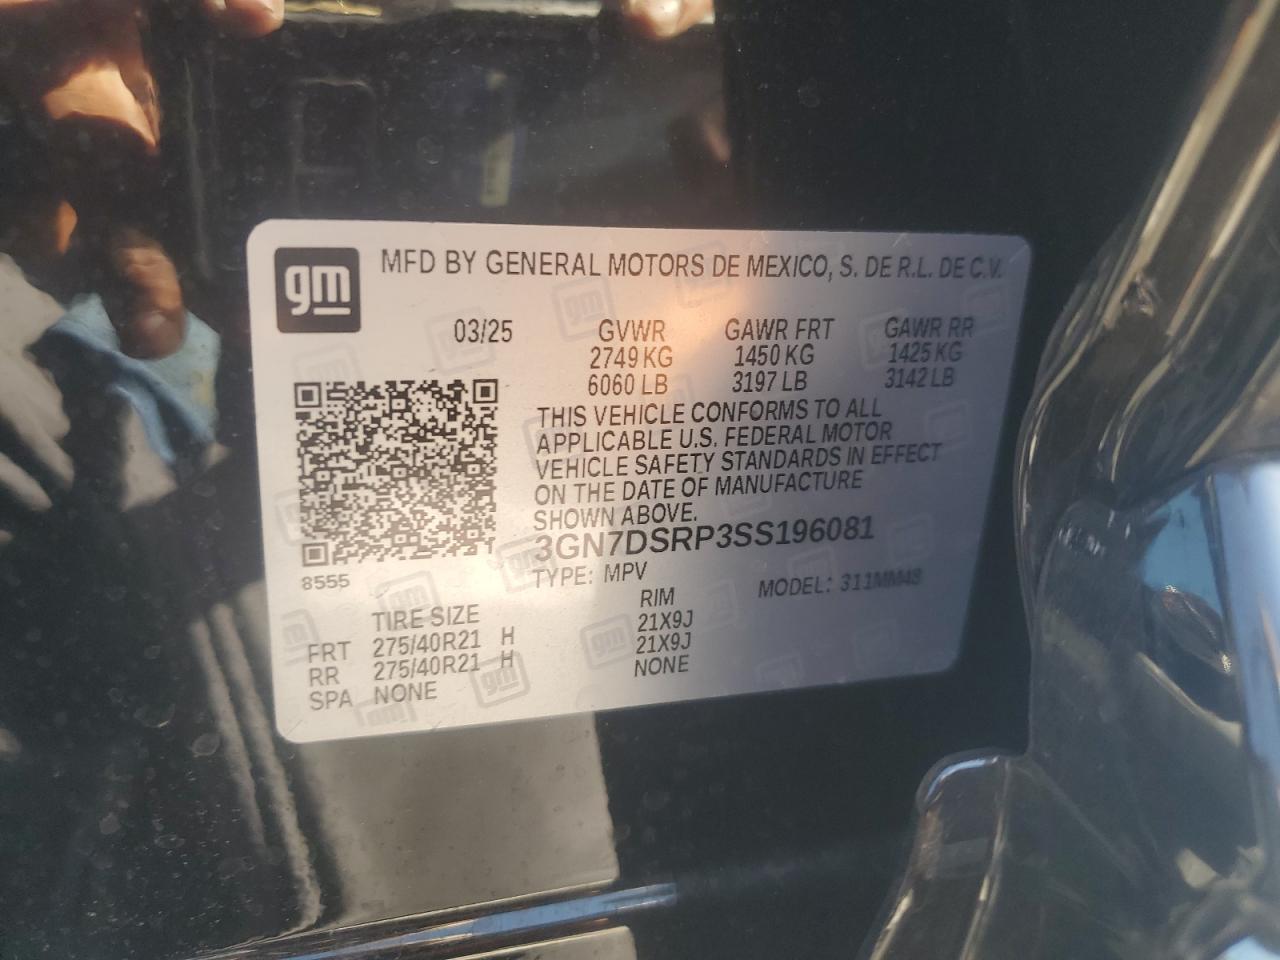 gm
MFD BY GENERAL MOTORS DE MEXICO, S. DE R.L. DE C.V.
03/25 GVWR GAWR FRT GAWR RR
2749 KG 1450 KG 1425 KG
6060 LB 3197 LB 3142 LB
THIS VEHICLE CONFORMS TO ALL
APPLICABLE U.S. FEDERAL MOTOR
VEHICLE SAFETY STANDARDS IN EFFECT
ON THE DATE OF MANUFACTURE
SHOWN ABOVE.
3GN7DSRP3SS196081
8555
TYPE: MPV MODEL: 311MM48
TIRE SIZE RIM
FRT 275/40R21 H 21X9J
RR 275/40R21 H 21X9J
SPA NONE NONE